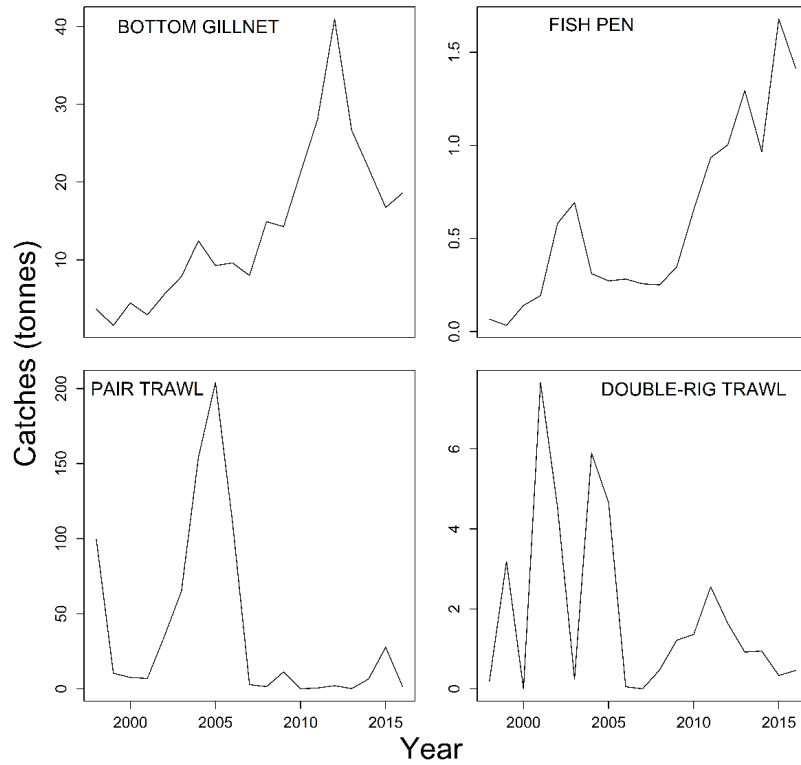 BOTTOM GILLNET
FISH PEN
40
30
20
10
1.5
1.0
0.5
0.0
Catches (tonnes)
PAIR TRAWL
DOUBLE-RIG TRAWL
200
150
100
50
0
6
4
2
0
2000 2005 2010 2015
2000 2005 2010 2015
Year